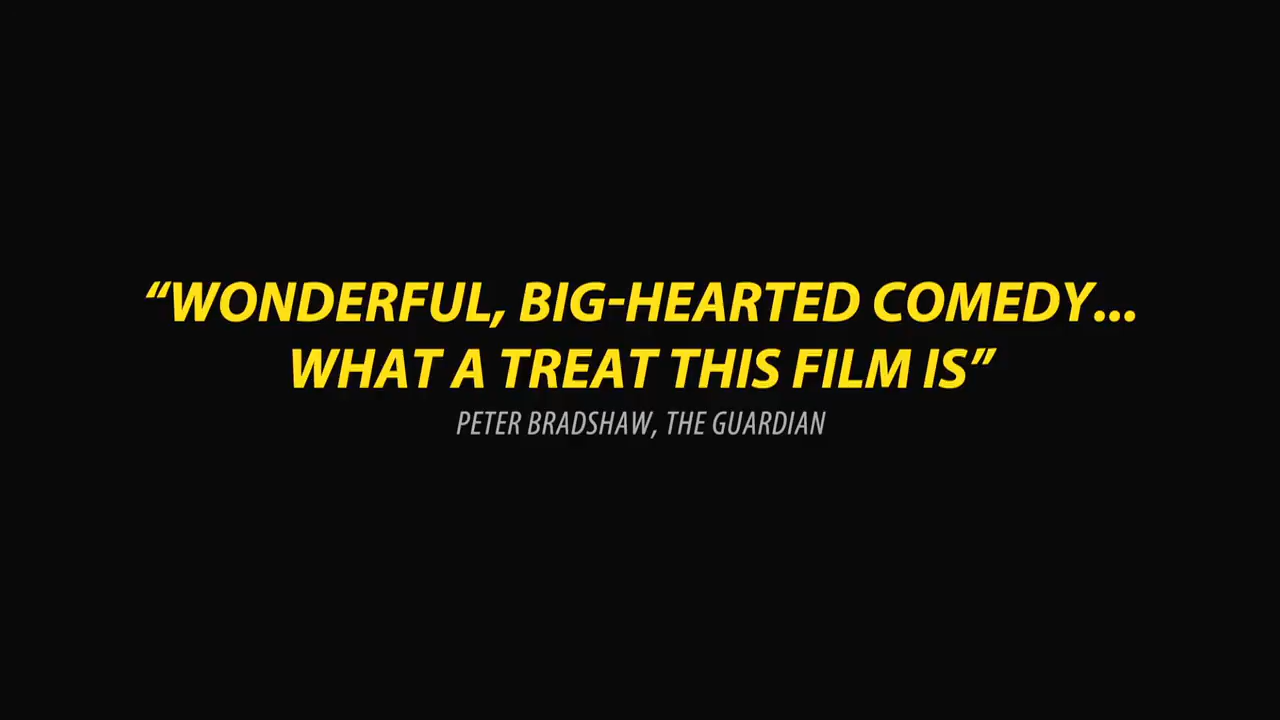 “WONDERFUL, BIG-HEARTED COMEDY...
WHAT A TREAT THIS FILM IS”
PETER BRADSHAW, THE GUARDIAN